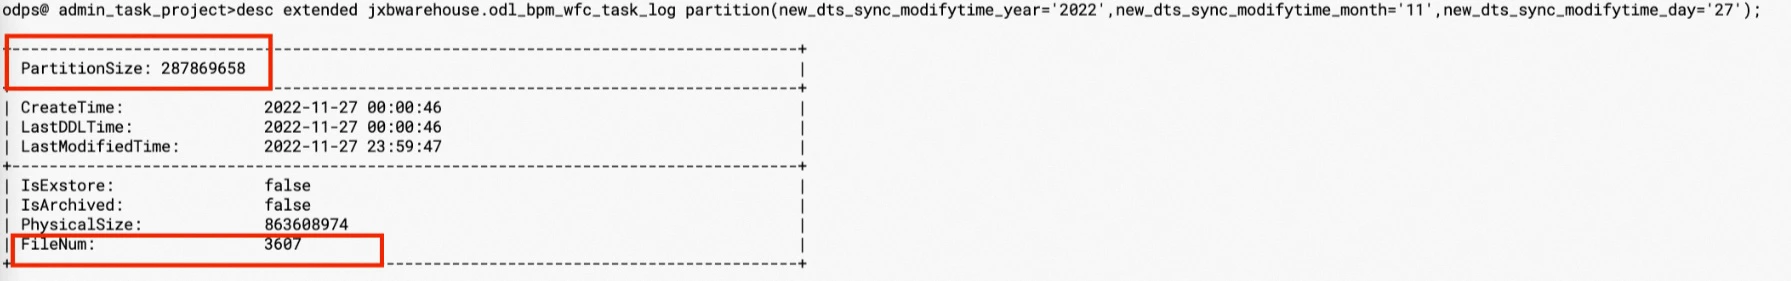 odps@ admin_task_project>desc extended jxbwarehouse.odl_bpm_wfc_task_log partition(new_dts_sync_modifytime_year='2022',new_dts_sync_modifytime_month='11',new_dts_sync_modifytime_day='27');
+------------------------------------------------------------------------------------+
PartitionSize: 287869658 |
+------------------------------------------------------------------------------------+
| CreateTime: 2022-11-27 00:00:46 |
| LastDDLTime: 2022-11-27 00:00:46 |
| LastModifiedTime: 2022-11-27 23:59:47 |
+------------------------------------------------------------------------------------+
| IsExstore: false |
| IsArchived: false |
| PhysicalSize: 863608974 |
| FileNum: 3607 |
+------------------------------------------------------------------------------------+